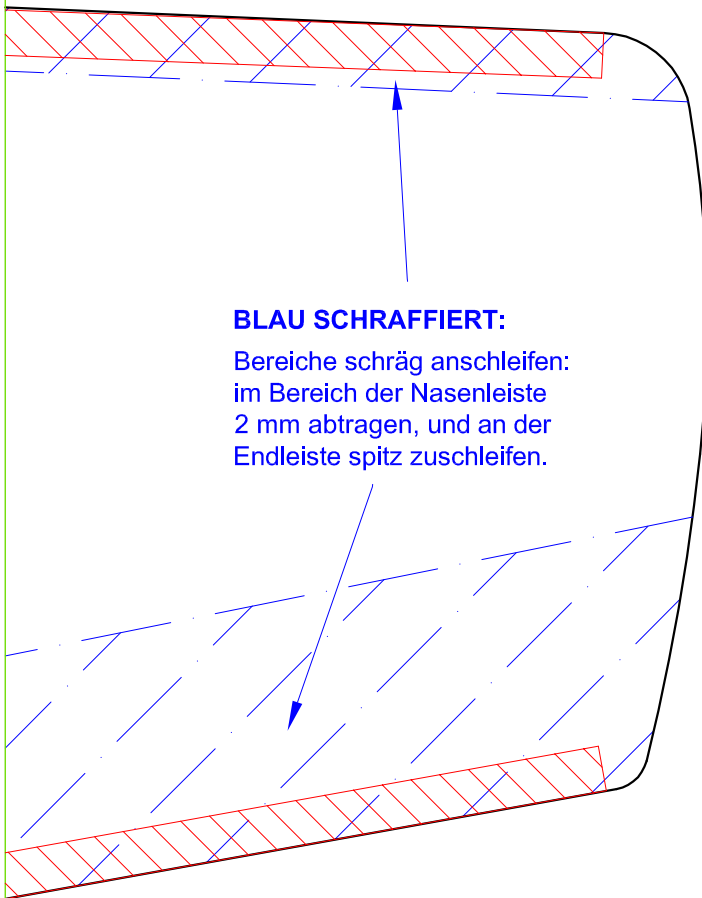 BLAU SCHRAFFIERT:
Bereiche schräg anschleifen:
im Bereich der Nasenleiste
2 mm abtragen, und an der
Endleiste spitz zuschleifen.